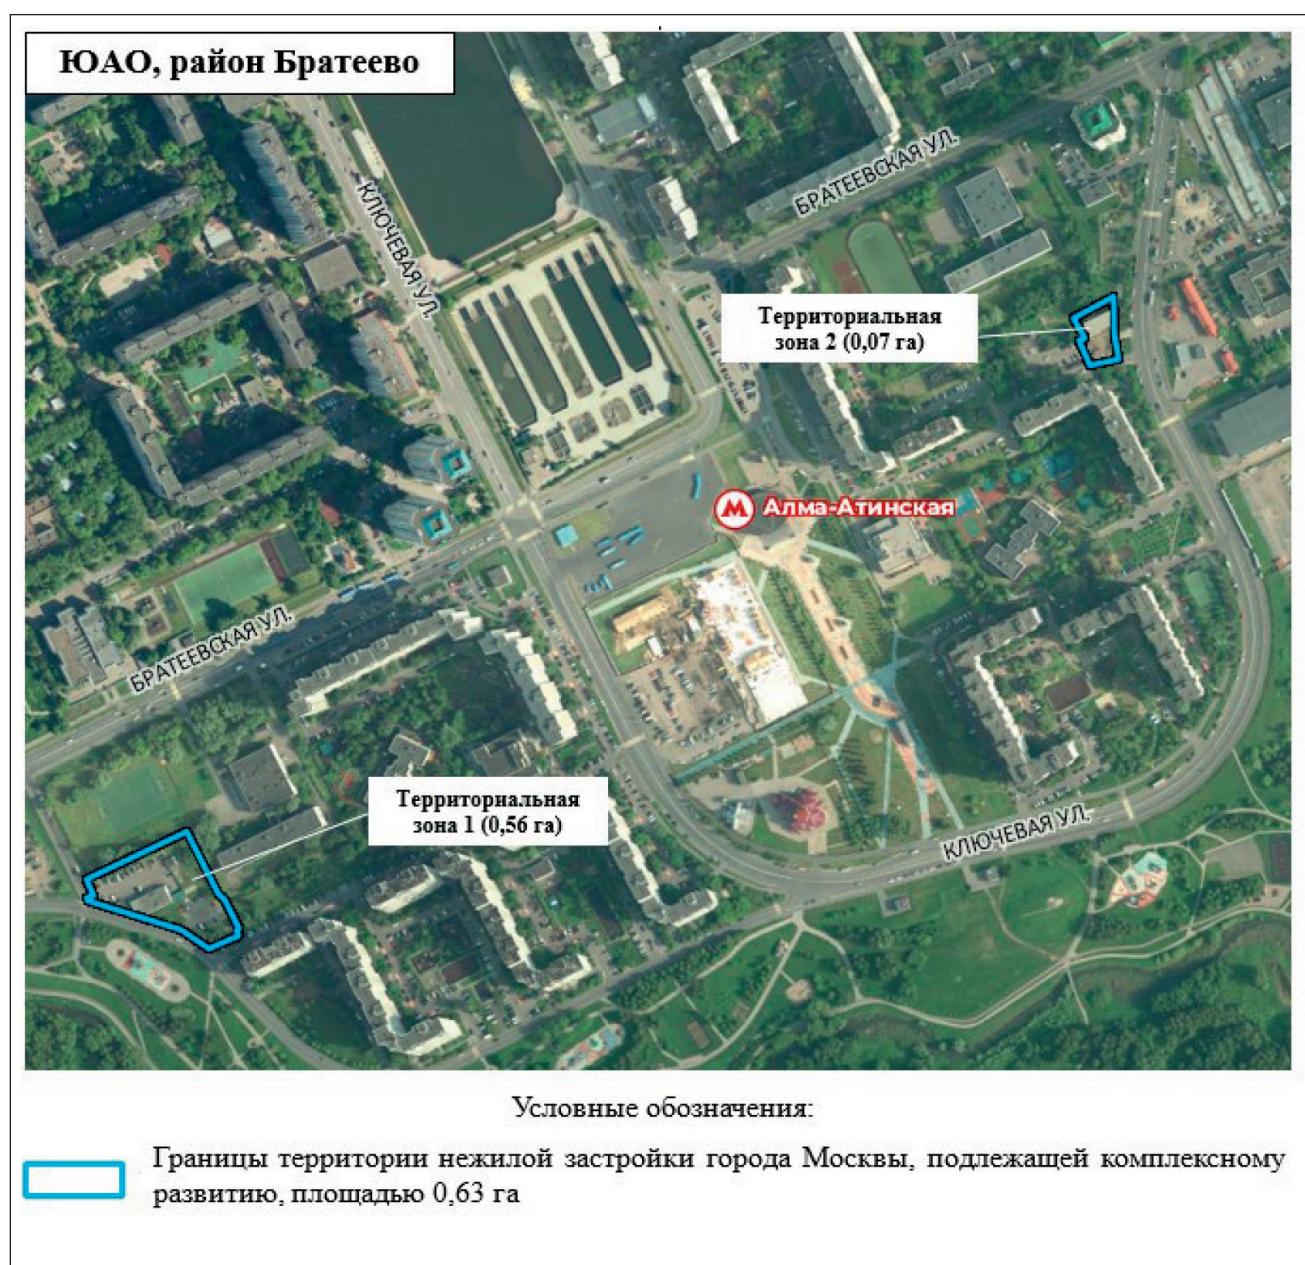 ЮАО, район Братеево
КЛЮЧЕВАЯ УЛ.
БРАТЕЕВСКАЯ УЛ.
Территориальная
зона 2 (0,07 га)
Алма-Атинская
БРАТЕЕВСКАЯ УЛ.
Территориальная
зона 1 (0,56 га)
КЛЮЧЕВАЯ УЛ.
Условные обозначения:
Границы территории нежилой застройки города Москвы, подлежащей комплексному
развитию, площадью 0,63 га